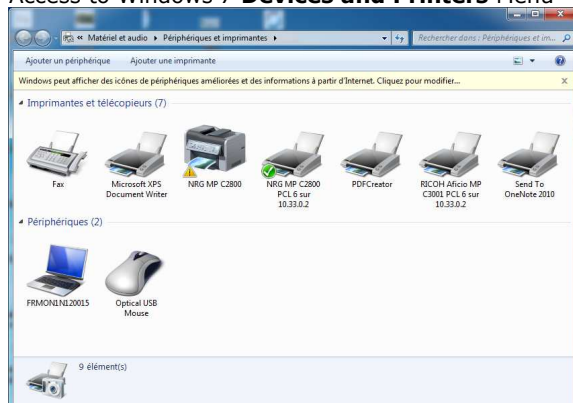 Access to Windows 7 Devices and Printers Menu
Matériel et audio
Périphériques et imprimantes
Rechercher dans : Périphériques et im...
Ajouter un périphérique
Ajouter une imprimante
Windows peut afficher des icônes de périphériques améliorées et des informations à partir d'Internet. Cliquez pour modifier...
Imprimantes et télécopieurs (7)
Fax
Microsoft XPS
Document Writer
NRG MP C2800
NRG MP C2800
PCL 6 sur
10.33.0.2
PDFCreator
RICOH Aficio MP
C3001 PCL 6 sur
10.33.0.2
Send To
OneNote 2010
Périphériques (2)
FRMON1N120015
Optical USB
Mouse
9 élément(s)